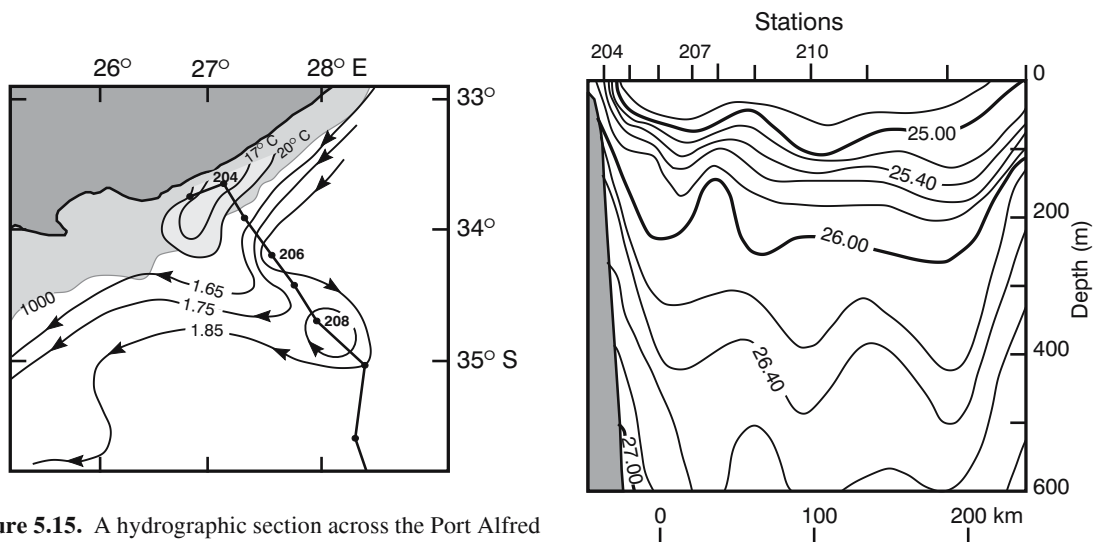 26° 27° 28° E
33°
17° C
20° C
204
34°
206
1.65
1000
1.75
208
1.85
35° S
ure 5.15. A hydrographic section across the Port Alfred
Stations
204 207 210
0
25.00
25.40
200
26.00
Depth (m)
400
26.40
27.00
600
0 100 200 km